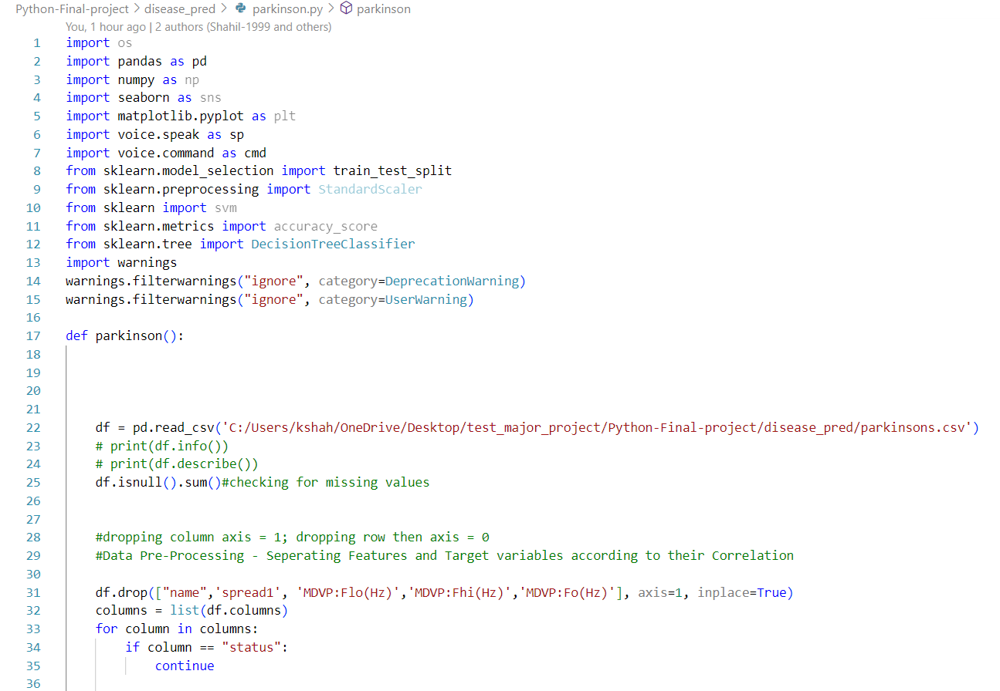 Python-Final-project > disease_pred > parkinson.py > parkinson
You, 1 hour ago | 2 authors (Shahil-1999 and others)
1 import os
2 import pandas as pd
3 import numpy as np
4 import seaborn as sns
5 import matplotlib.pyplot as plt
6 import voice.speak as sp
7 import voice.command as cmd
8 from sklearn.model_selection import train_test_split
9 from sklearn.preprocessing import StandardScaler
10 from sklearn import svm
11 from sklearn.metrics import accuracy_score
12 from sklearn.tree import DecisionTreeClassifier
13 import warnings
14 warnings.filterwarnings("ignore", category=DeprecationWarning)
15 warnings.filterwarnings("ignore", category=UserWarning)
16
17 def parkinson():
18
19
20
21
22     df = pd.read_csv('C:/Users/kshah/OneDrive/Desktop/test_major_project/Python-Final-project/disease_pred/parkinsons.csv')
23     # print(df.info())
24     # print(df.describe())
25     df.isnull().sum()#checking for missing values
26
27
28     #dropping column axis = 1; dropping row then axis = 0
29     #Data Pre-Processing - Seperating Features and Target variables according to their Correlation
30
31     df.drop(["name",'spread1', 'MDVP:Flo(Hz)','MDVP:Fhi(Hz)','MDVP:Fo(Hz)'], axis=1, inplace=True)
32     columns = list(df.columns)
33     for column in columns:
34         if column == "status":
35             continue
36